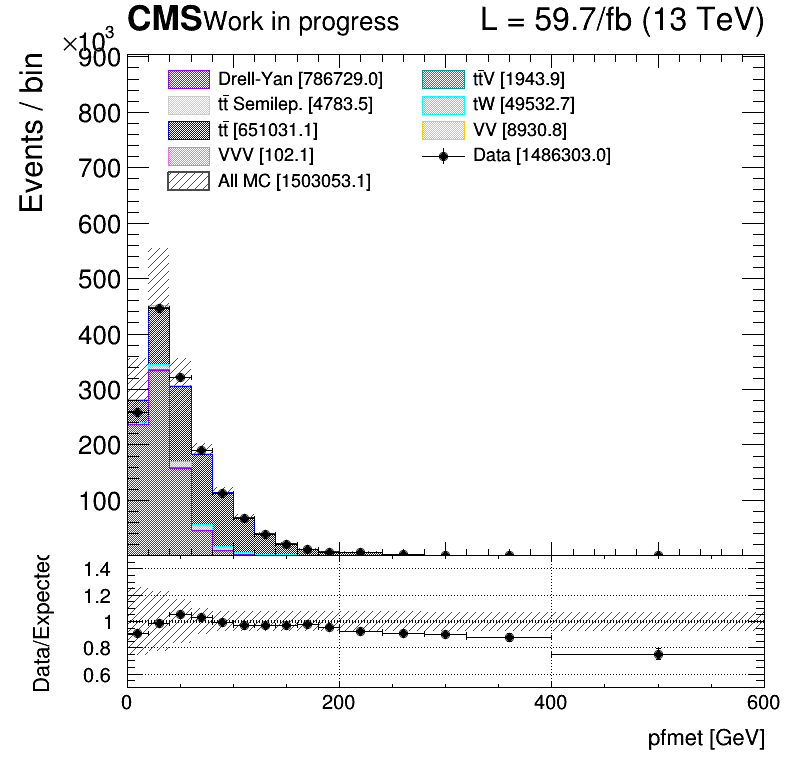 CMS Work in progress L = 59.7/fb (13 TeV)
×10³
Events / bin
900
800
700
600
500
400
300
200
100
Drell-Yan [786729.0]
tt̄ Semilep. [4783.5]
tt̄ [651031.1]
VVV [102.1]
All MC [1503053.1]
tt̄V [1943.9]
tW [49532.7]
VV [8930.8]
Data [1486303.0]
Data/Expected
1.4
1.2
1
0.8
0.6
0 200 400 600
pfmet [GeV]